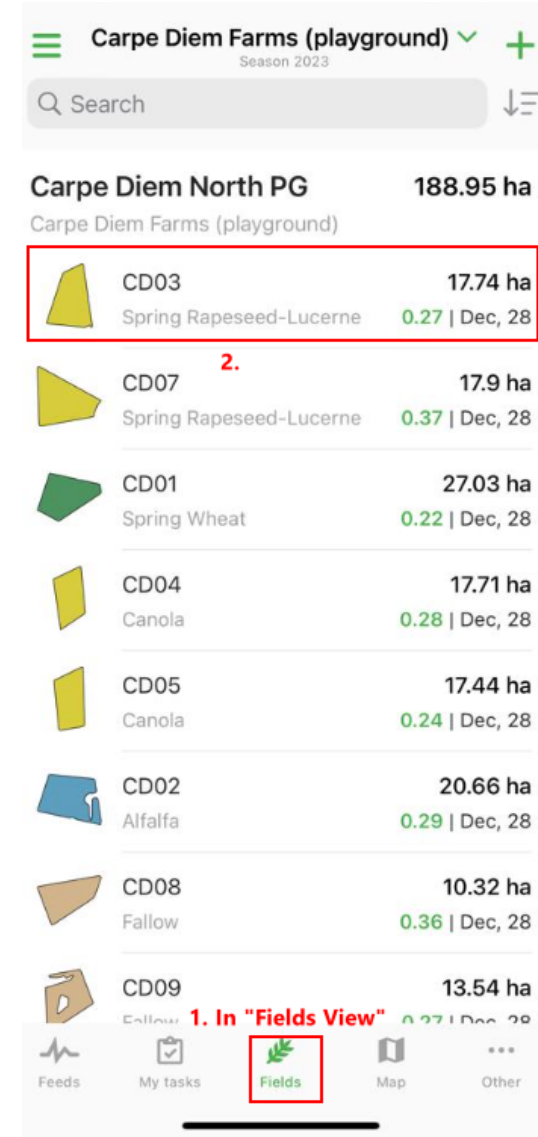 Carpe Diem Farms (playground)
Season 2023
Search
Carpe Diem North PG 188.95 ha
Carpe Diem Farms (playground)
CD03 17.74 ha
Spring Rapeseed-Lucerne 0.27 | Dec, 28
2.
CD07 17.9 ha
Spring Rapeseed-Lucerne 0.37 | Dec, 28
CD01 27.03 ha
Spring Wheat 0.22 | Dec, 28
CD04 17.71 ha
Canola 0.28 | Dec, 28
CD05 17.44 ha
Canola 0.24 | Dec, 28
CD02 20.66 ha
Alfalfa 0.29 | Dec, 28
CD08 10.32 ha
Fallow 0.36 | Dec, 28
CD09 13.54 ha
Fallow 0.27 | Dec, 28
1. In "Fields View"
Feeds My tasks Fields Map Other